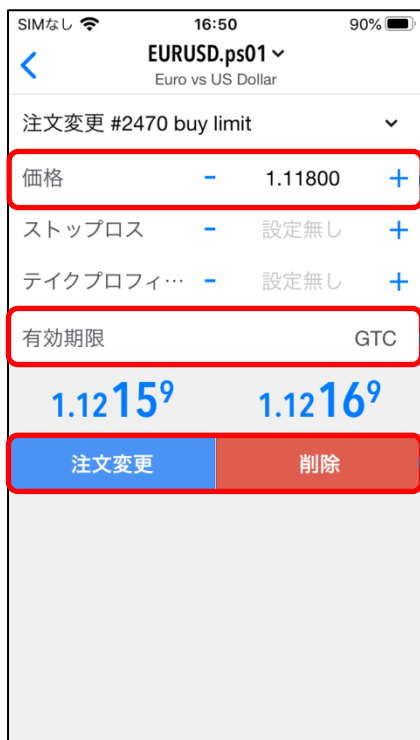 SIMなし 16:50 90%
EURUSD.ps01
Euro vs US Dollar
注文変更 #2470 buy limit
価格 - 1.11800 +
ストップロス - 設定無し +
テイクプロフィ… - 設定無し +
有効期限 GTC
1.12159 1.12169
注文変更 削除